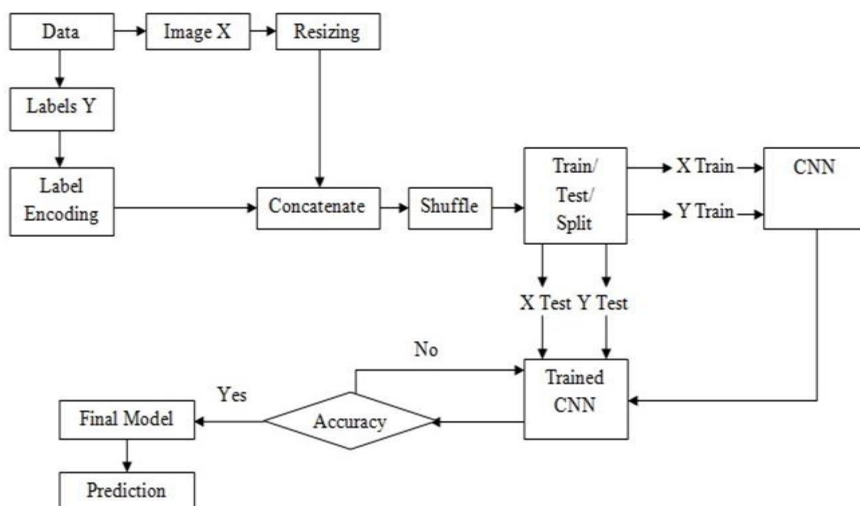 Data
Image X
Resizing
Labels Y
Label
Encoding
Concatenate
Shuffle
Train/
Test/
Split
X Train
Y Train
CNN
X Test
Y Test
Trained
CNN
No
Accuracy
Yes
Final Model
Prediction